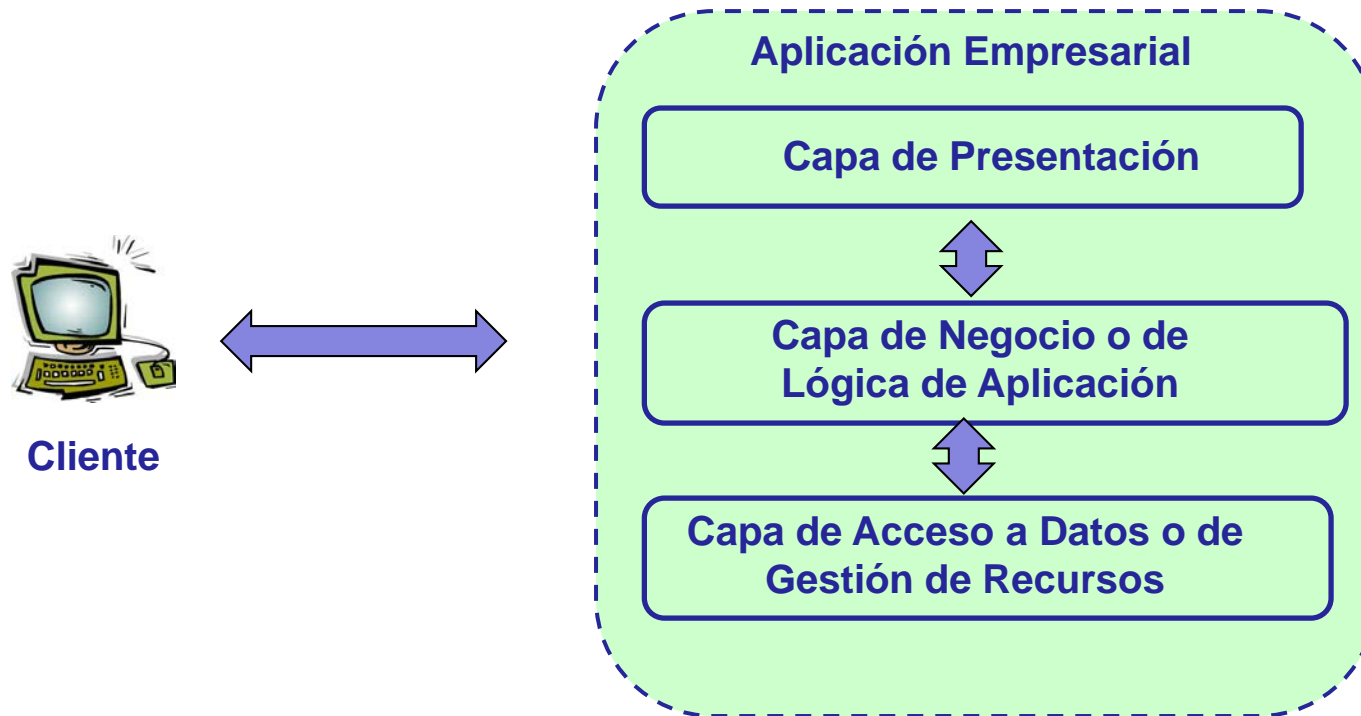 Aplicación Empresarial
Capa de Presentación
Capa de Negocio o de
Lógica de Aplicación
Cliente
Capa de Acceso a Datos o de
Gestión de Recursos